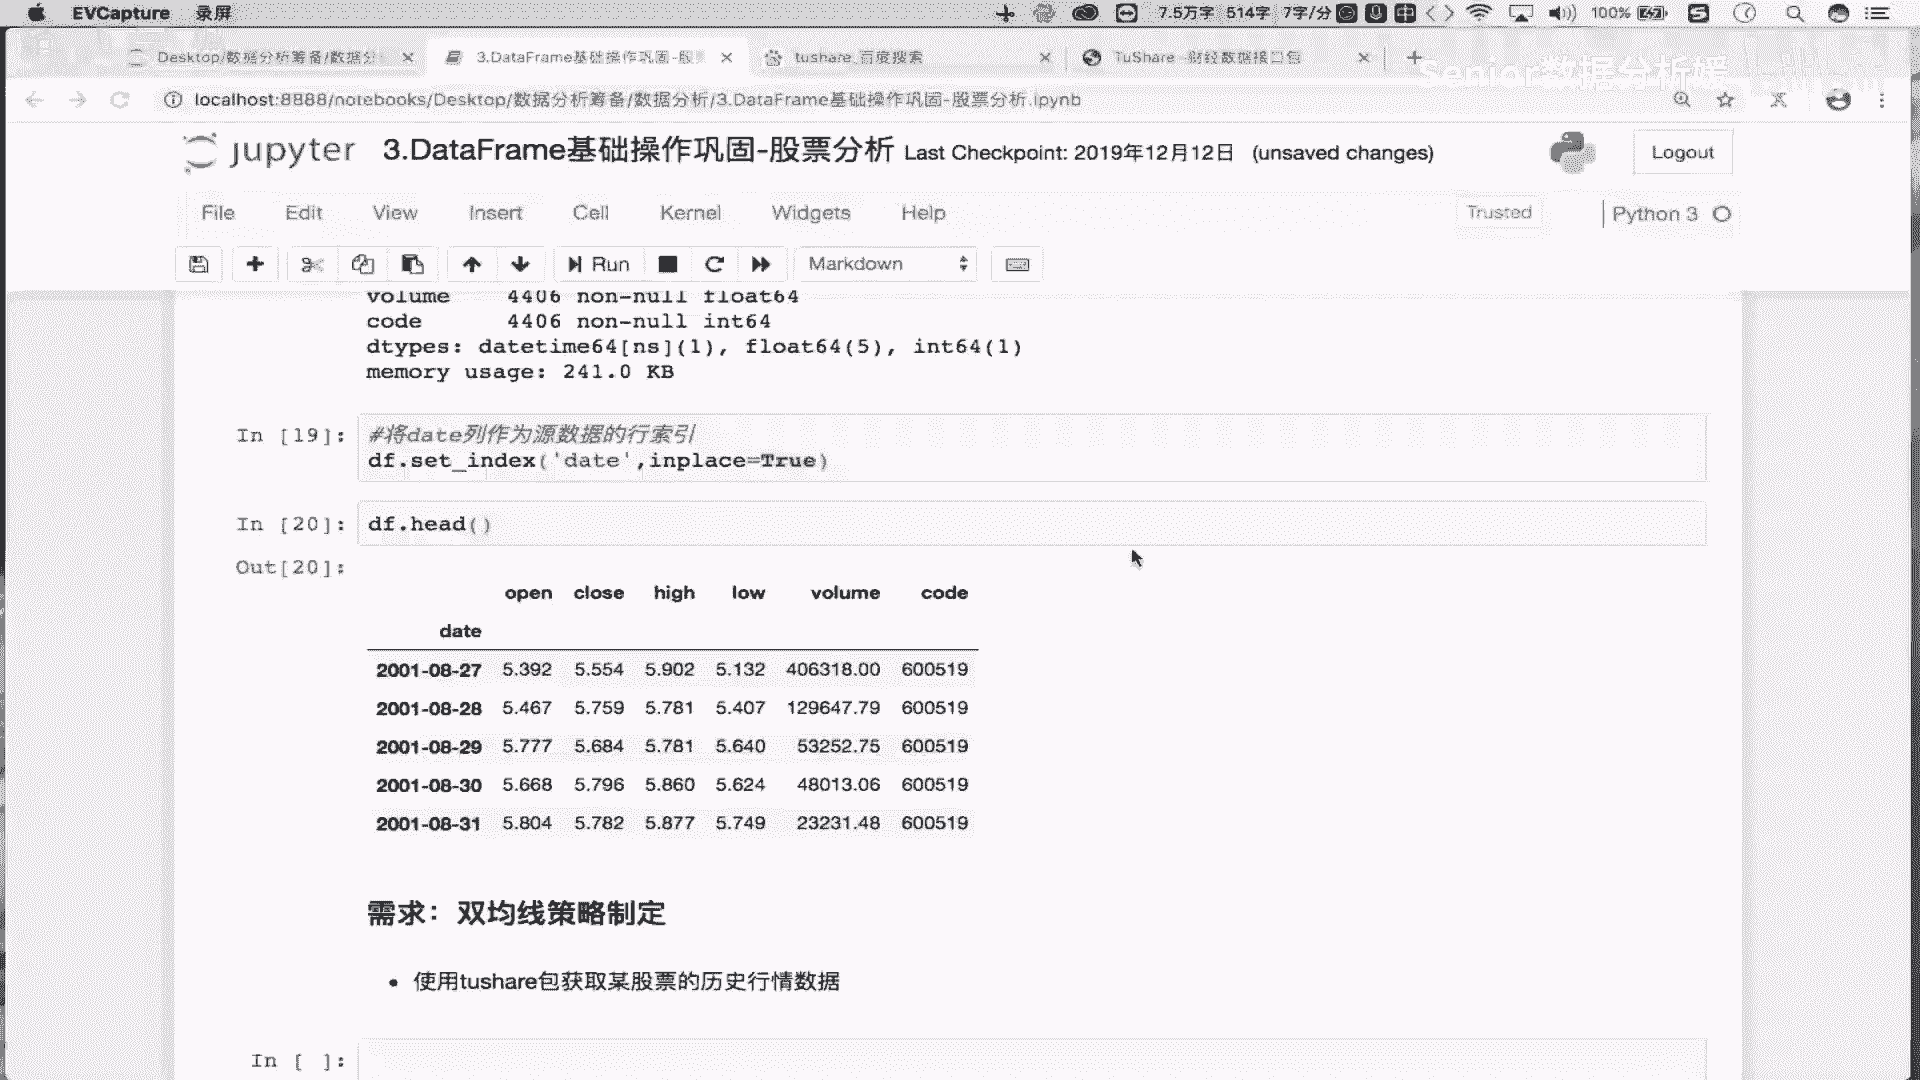 EVCapture 录屏 7.5万字 514字 7字/分 100%
Desktop/数据分析筹备/数据分 3.DataFrame基础操作巩固-股 tushare_百度搜索 TuShare -财经数据接口包
Senior数据分析媛
localhost:8888/notebooks/Desktop/数据分析筹备/数据分析/3.DataFrame基础操作巩固-股票分析.ipynb
jupyter 3.DataFrame基础操作巩固-股票分析 Last Checkpoint: 2019年12月12日 (unsaved changes) Logout
File Edit View Insert Cell Kernel Widgets Help Trusted Python 3
Run Markdown
volume 4406 non-null float64
code 4406 non-null int64
dtypes: datetime64[ns](1), float64(5), int64(1)
memory usage: 241.0 KB
In [19]: #将date列作为源数据的行索引
df.set_index('date',inplace=True)
In [20]: df.head()
Out[20]:
open close high low volume code
date
2001-08-27 5.392 5.554 5.902 5.132 406318.00 600519
2001-08-28 5.467 5.759 5.781 5.407 129647.79 600519
2001-08-29 5.777 5.684 5.781 5.640 53252.75 600519
2001-08-30 5.668 5.796 5.860 5.624 48013.06 600519
2001-08-31 5.804 5.782 5.877 5.749 23231.48 600519
需求：双均线策略制定
• 使用tushare包获取某股票的历史行情数据
In [ ]: